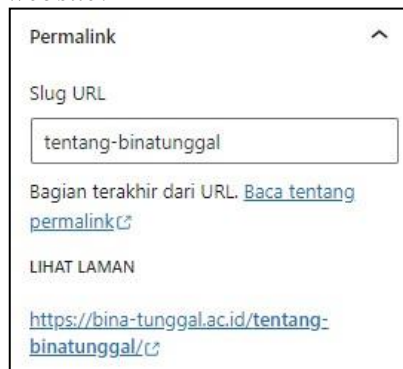 Permalink
Slug URL
tentang-binatunggal
Bagian terakhir dari URL. Baca tentang
permalink
LIHAT LAMAN
https://bina-tunggal.ac.id/tentang-
binatunggal/